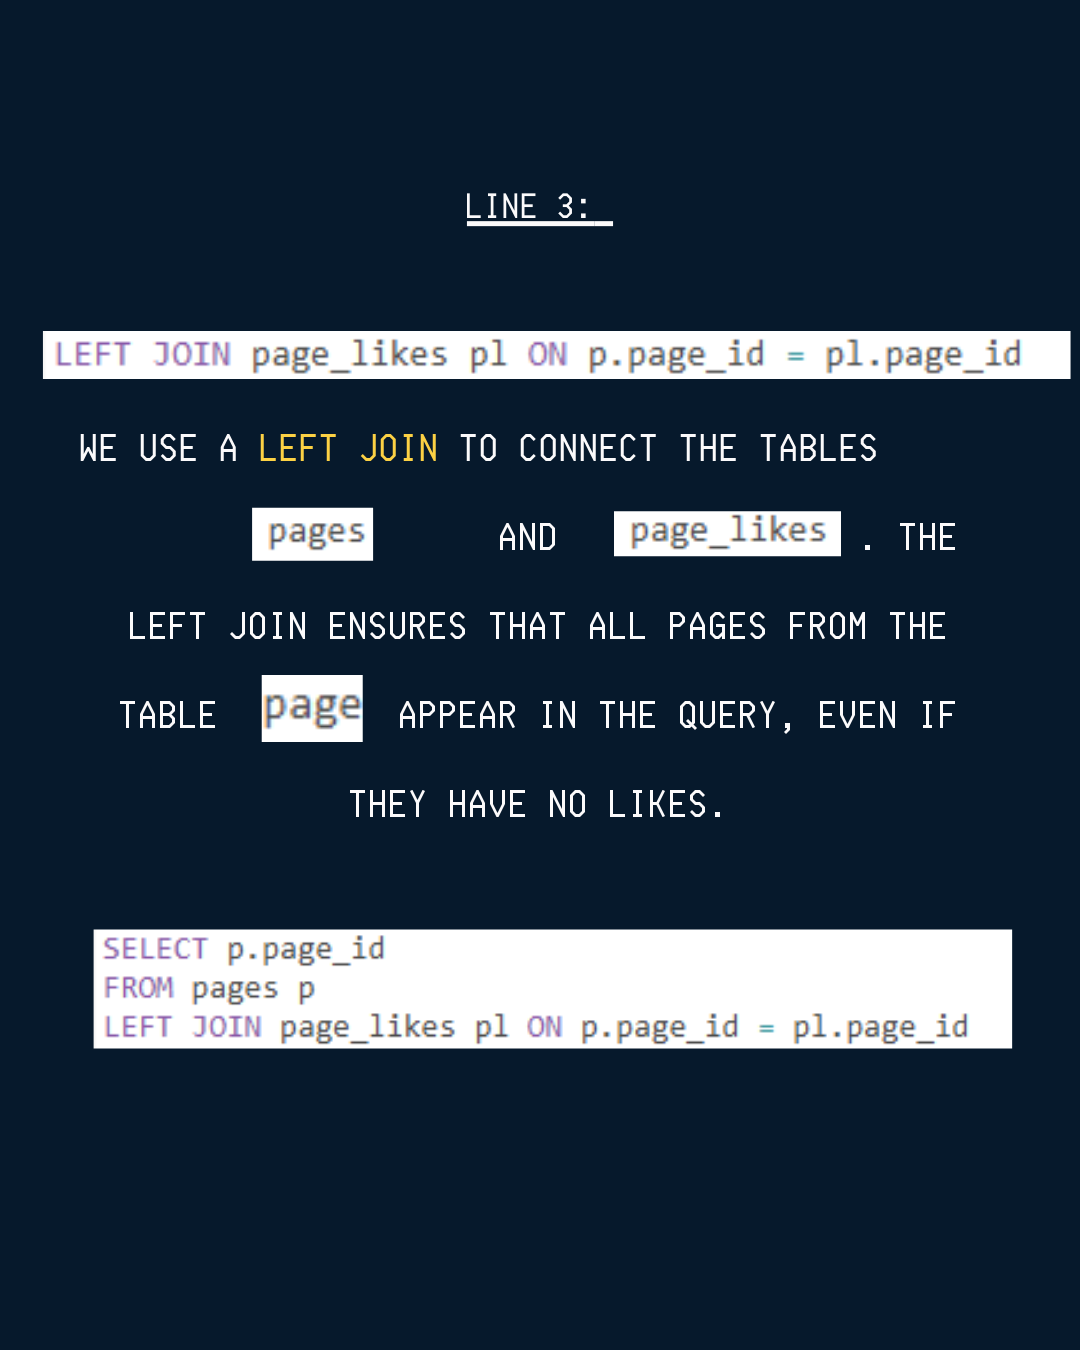 LINE 3:_
LEFT JOIN page_likes pl ON p.page_id = pl.page_id
WE USE A LEFT JOIN TO CONNECT THE TABLES
pages AND page_likes . THE
LEFT JOIN ENSURES THAT ALL PAGES FROM THE
TABLE page APPEAR IN THE QUERY, EVEN IF
THEY HAVE NO LIKES.
SELECT p.page_id
FROM pages p
LEFT JOIN page_likes pl ON p.page_id = pl.page_id